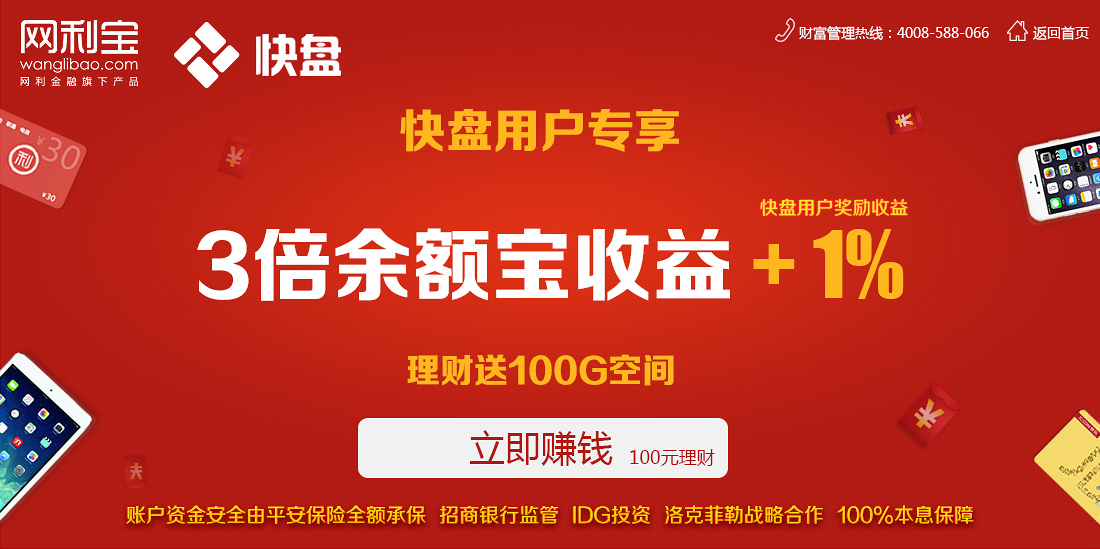 网利宝
wanglibao.com
网利金融旗下产品
快盘
财富管理热线：4008-588-066
返回首页
快盘用户专享
¥30
利
¥30
快盘用户奖励收益
3倍余额宝收益 + 1%
理财送100G空间
立即赚钱 100元理财
账户资金安全由平安保险全额承保 招商银行监管 IDG投资 洛克菲勒战略合作 100%本息保障